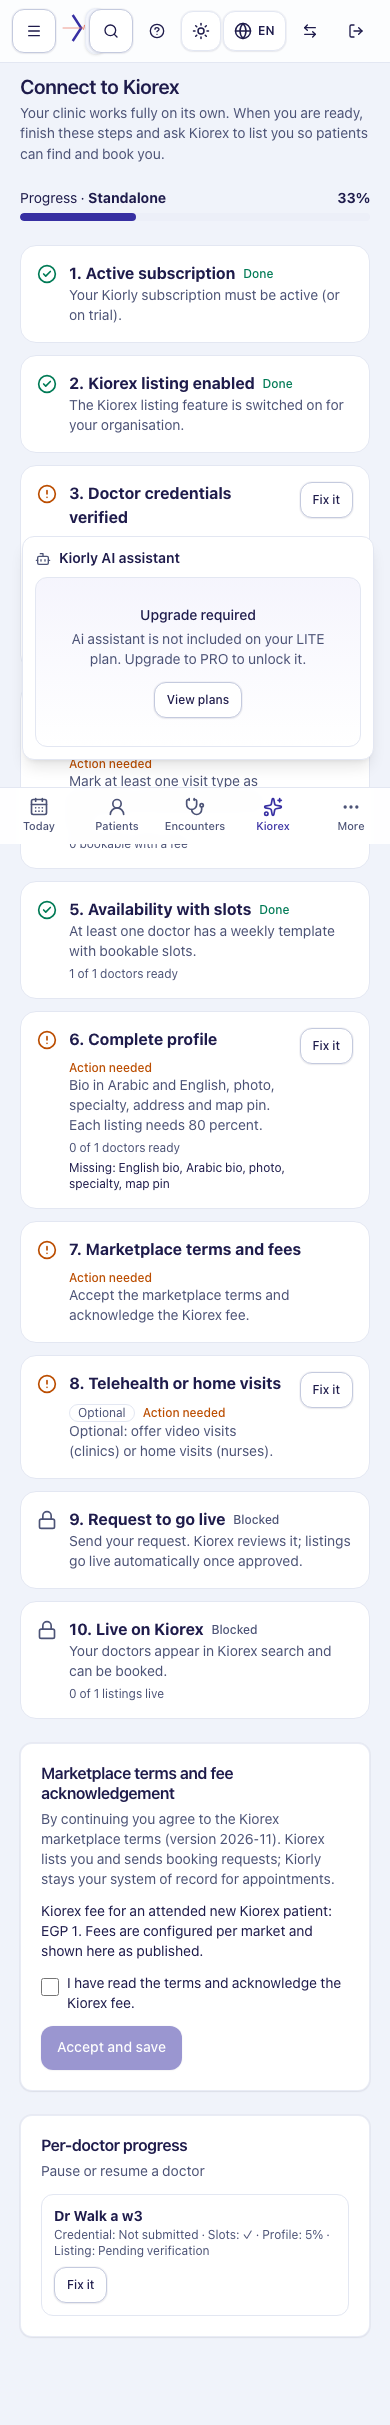 EN
Connect to Kiorex
Your clinic works fully on its own. When you are ready,
finish these steps and ask Kiorex to list you so patients
can find and book you.
Progress · Standalone
33%
1. Active subscription Done
Your Kiorly subscription must be active (or
on trial).
2. Kiorex listing enabled Done
The Kiorex listing feature is switched on for
your organisation.
3. Doctor credentials
verified
Fix it
Kiorly AI assistant
Upgrade required
Ai assistant is not included on your LITE
plan. Upgrade to PRO to unlock it.
View plans
Action needed
Mark at least one visit type as
Today
Patients
Encounters
Kiorex
More
0 bookable with a fee
5. Availability with slots Done
At least one doctor has a weekly template
with bookable slots.
1 of 1 doctors ready
6. Complete profile
Fix it
Action needed
Bio in Arabic and English, photo,
specialty, address and map pin.
Each listing needs 80 percent.
0 of 1 doctors ready
Missing: English bio, Arabic bio, photo,
specialty, map pin
7. Marketplace terms and fees
Action needed
Accept the marketplace terms and
acknowledge the Kiorex fee.
8. Telehealth or home visits
Fix it
Optional Action needed
Optional: offer video visits
(clinics) or home visits (nurses).
9. Request to go live Blocked
Send your request. Kiorex reviews it; listings
go live automatically once approved.
10. Live on Kiorex Blocked
Your doctors appear in Kiorex search and
can be booked.
0 of 1 listings live
Marketplace terms and fee
acknowledgement
By continuing you agree to the Kiorex
marketplace terms (version 2026-11). Kiorex
lists you and sends booking requests; Kiorly
stays your system of record for appointments.
Kiorex fee for an attended new Kiorex patient:
EGP 1. Fees are configured per market and
shown here as published.
I have read the terms and acknowledge the
Kiorex fee.
Accept and save
Per-doctor progress
Pause or resume a doctor
Dr Walk a w3
Credential: Not submitted · Slots: ✓ · Profile: 5% ·
Listing: Pending verification
Fix it